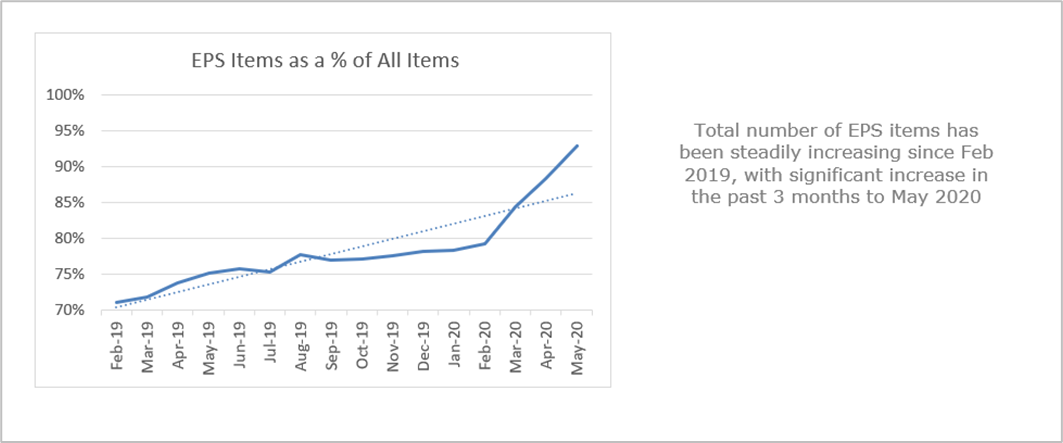 EPS Items as a % of All Items
100%
95%
90%
85%
80%
75%
70%
Feb-19
Mar-19
Apr-19
May-19
Jun-19
Jul-19
Aug-19
Sep-19
Oct-19
Nov-19
Dec-19
Jan-20
Feb-20
Mar-20
Apr-20
May-20
Total number of EPS items has
been steadily increasing since Feb
2019, with significant increase in
the past 3 months to May 2020